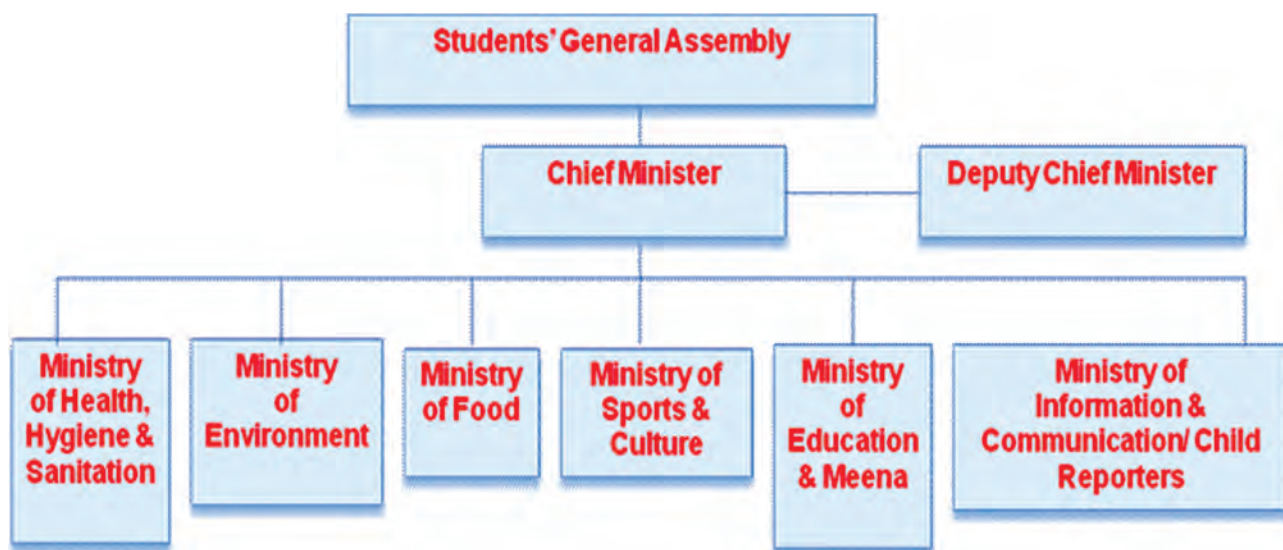 Students' General Assembly
Chief Minister
Deputy Chief Minister
Ministry
of Health,
Hygiene &
Sanitation
Ministry
of
Environment
Ministry
of Food
Ministry of
Sports &
Culture
Ministry
of
Education
& Meena
Ministry of
Information &
Communication/ Child
Reporters